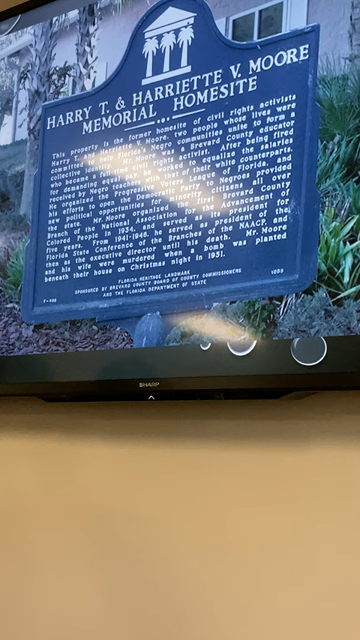 HARRY T. & HARRIETTE V. MOORE
MEMORIAL HOMESITE
This property is the former homesite of civil rights activists
Harry T. & Harriette V. Moore, two people whose lives were
committed to help Florida's Negro communities unite to form a
collective identity. Mr. Moore was a Brevard County educator
who became a civil rights activist. After being fired
for demanding equal pay, he worked to equalize the salaries
received by Negro teachers with that of their white counterparts.
He organized the Progressive Voters League of Florida, and
his efforts to open the Democratic Party to Negroes provided
new political opportunities for minority citizens all over
the state. Mr. Moore organized the first Brevard County
Branch of the National Association for the Advancement of
Colored People in 1934, and served as its president for
five years. From 1941-1946, he served as president of the
Florida State Conference of the Branches of the NAACP, and
then as the executive director until his death. Mr. Moore
and his wife were murdered when a bomb was planted
beneath their house on Christmas night in 1951.
FLORIDA HERITAGE LANDMARK
SPONSORED BY BREVARD COUNTY BOARD OF COUNTY COMMISSIONERS
AND THE FLORIDA DEPARTMENT OF STATE
F-408 1999
SHARP